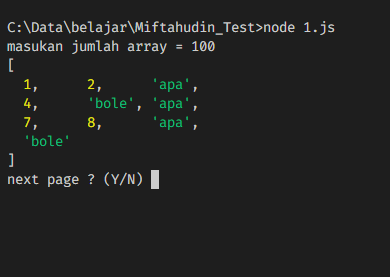 C:\Data\belajar\Miftahudin_Test>node 1.js
masukan jumlah array = 100
[
  1,      2,      'apa',
  4,      'bole', 'apa',
  7,      8,      'apa',
  'bole'
]
next page ? (Y/N)